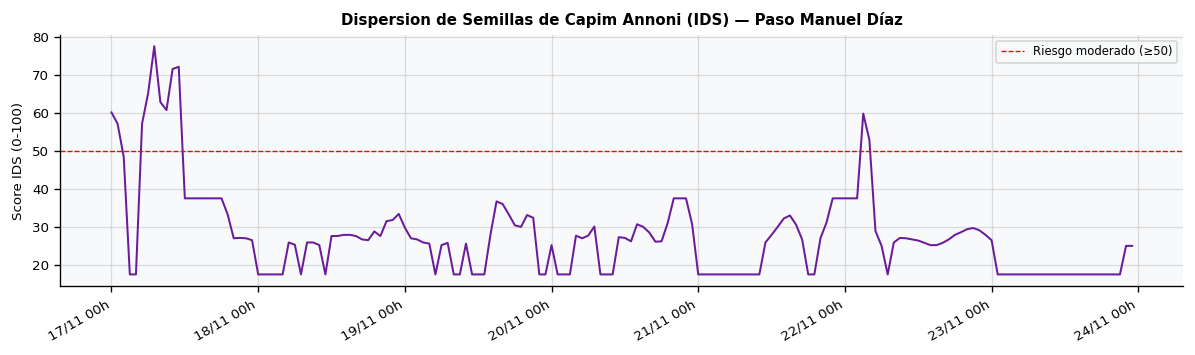 Dispersion de Semillas de Capim Annoni (IDS) — Paso Manuel Díaz
Riesgo moderado (≥50)
Score IDS (0-100)
80
70
60
50
40
30
20
17/11 00h
18/11 00h
19/11 00h
20/11 00h
21/11 00h
22/11 00h
23/11 00h
24/11 00h